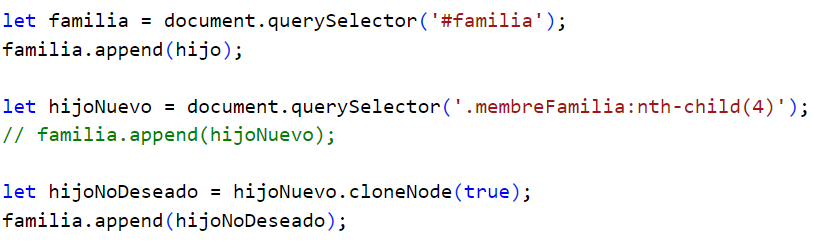 let familia = document.querySelector('#familia');
familia.append(hijo);
let hijoNuevo = document.querySelector('.membreFamilia:nth-child(4)');
// familia.append(hijoNuevo);
let hijoNoDeseado = hijoNuevo.cloneNode(true);
familia.append(hijoNoDeseado);